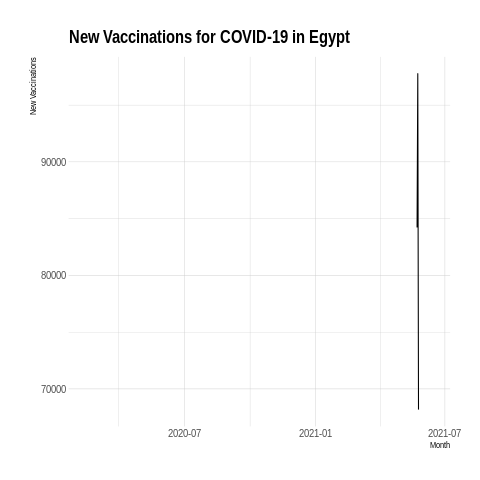 New Vaccinations for COVID-19 in Egypt
New Vaccinations
90000
80000
70000
2020-07
2021-01
2021-07
Month